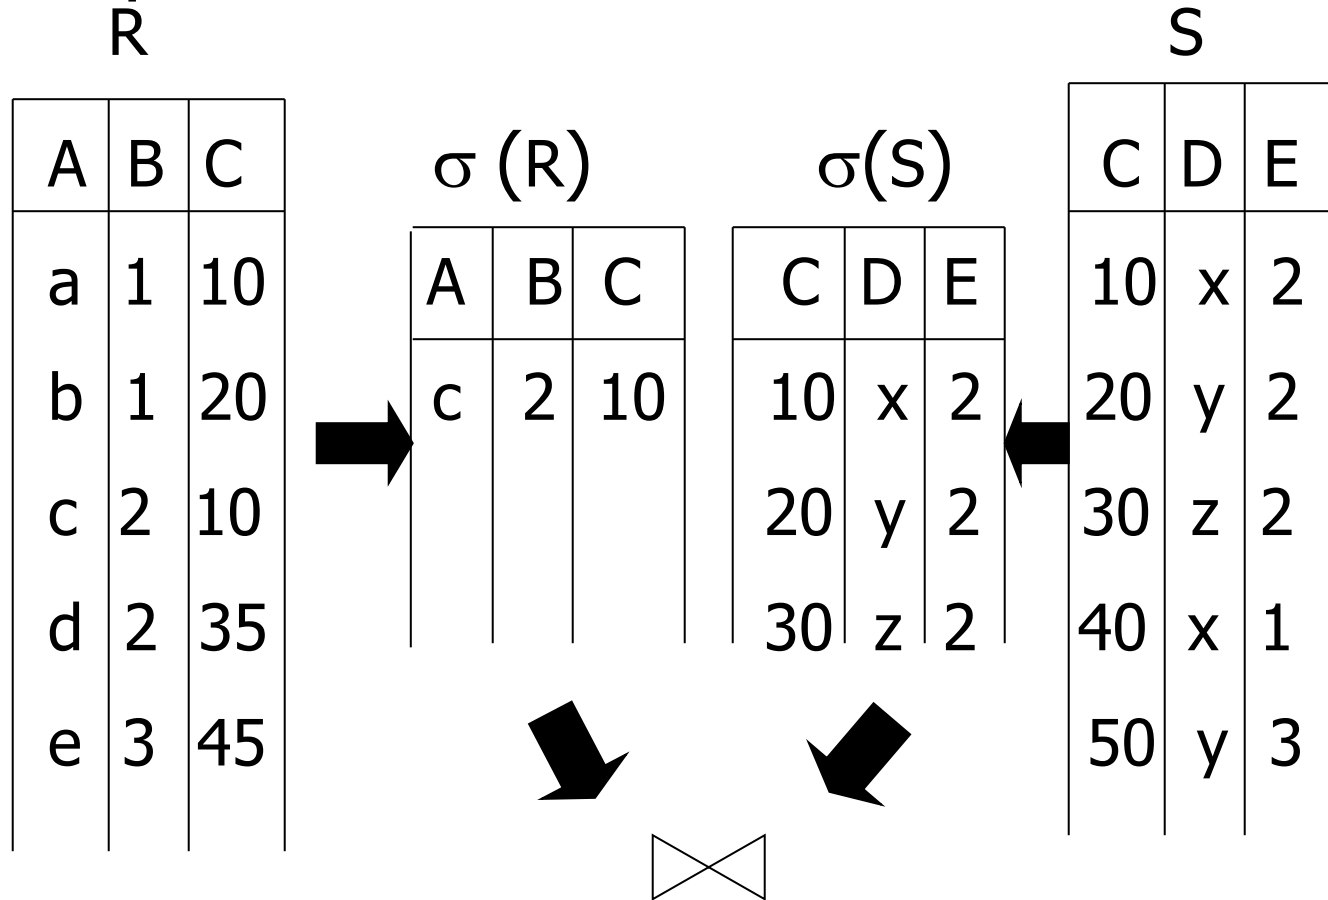 R
A B C
a 1 10
b 1 20
c 2 10
d 2 35
e 3 45
σ (R)
A B C
c 2 10
σ(S)
C D E
10 x 2
20 y 2
30 z 2
S
C D E
10 x 2
20 y 2
30 z 2
40 x 1
50 y 3